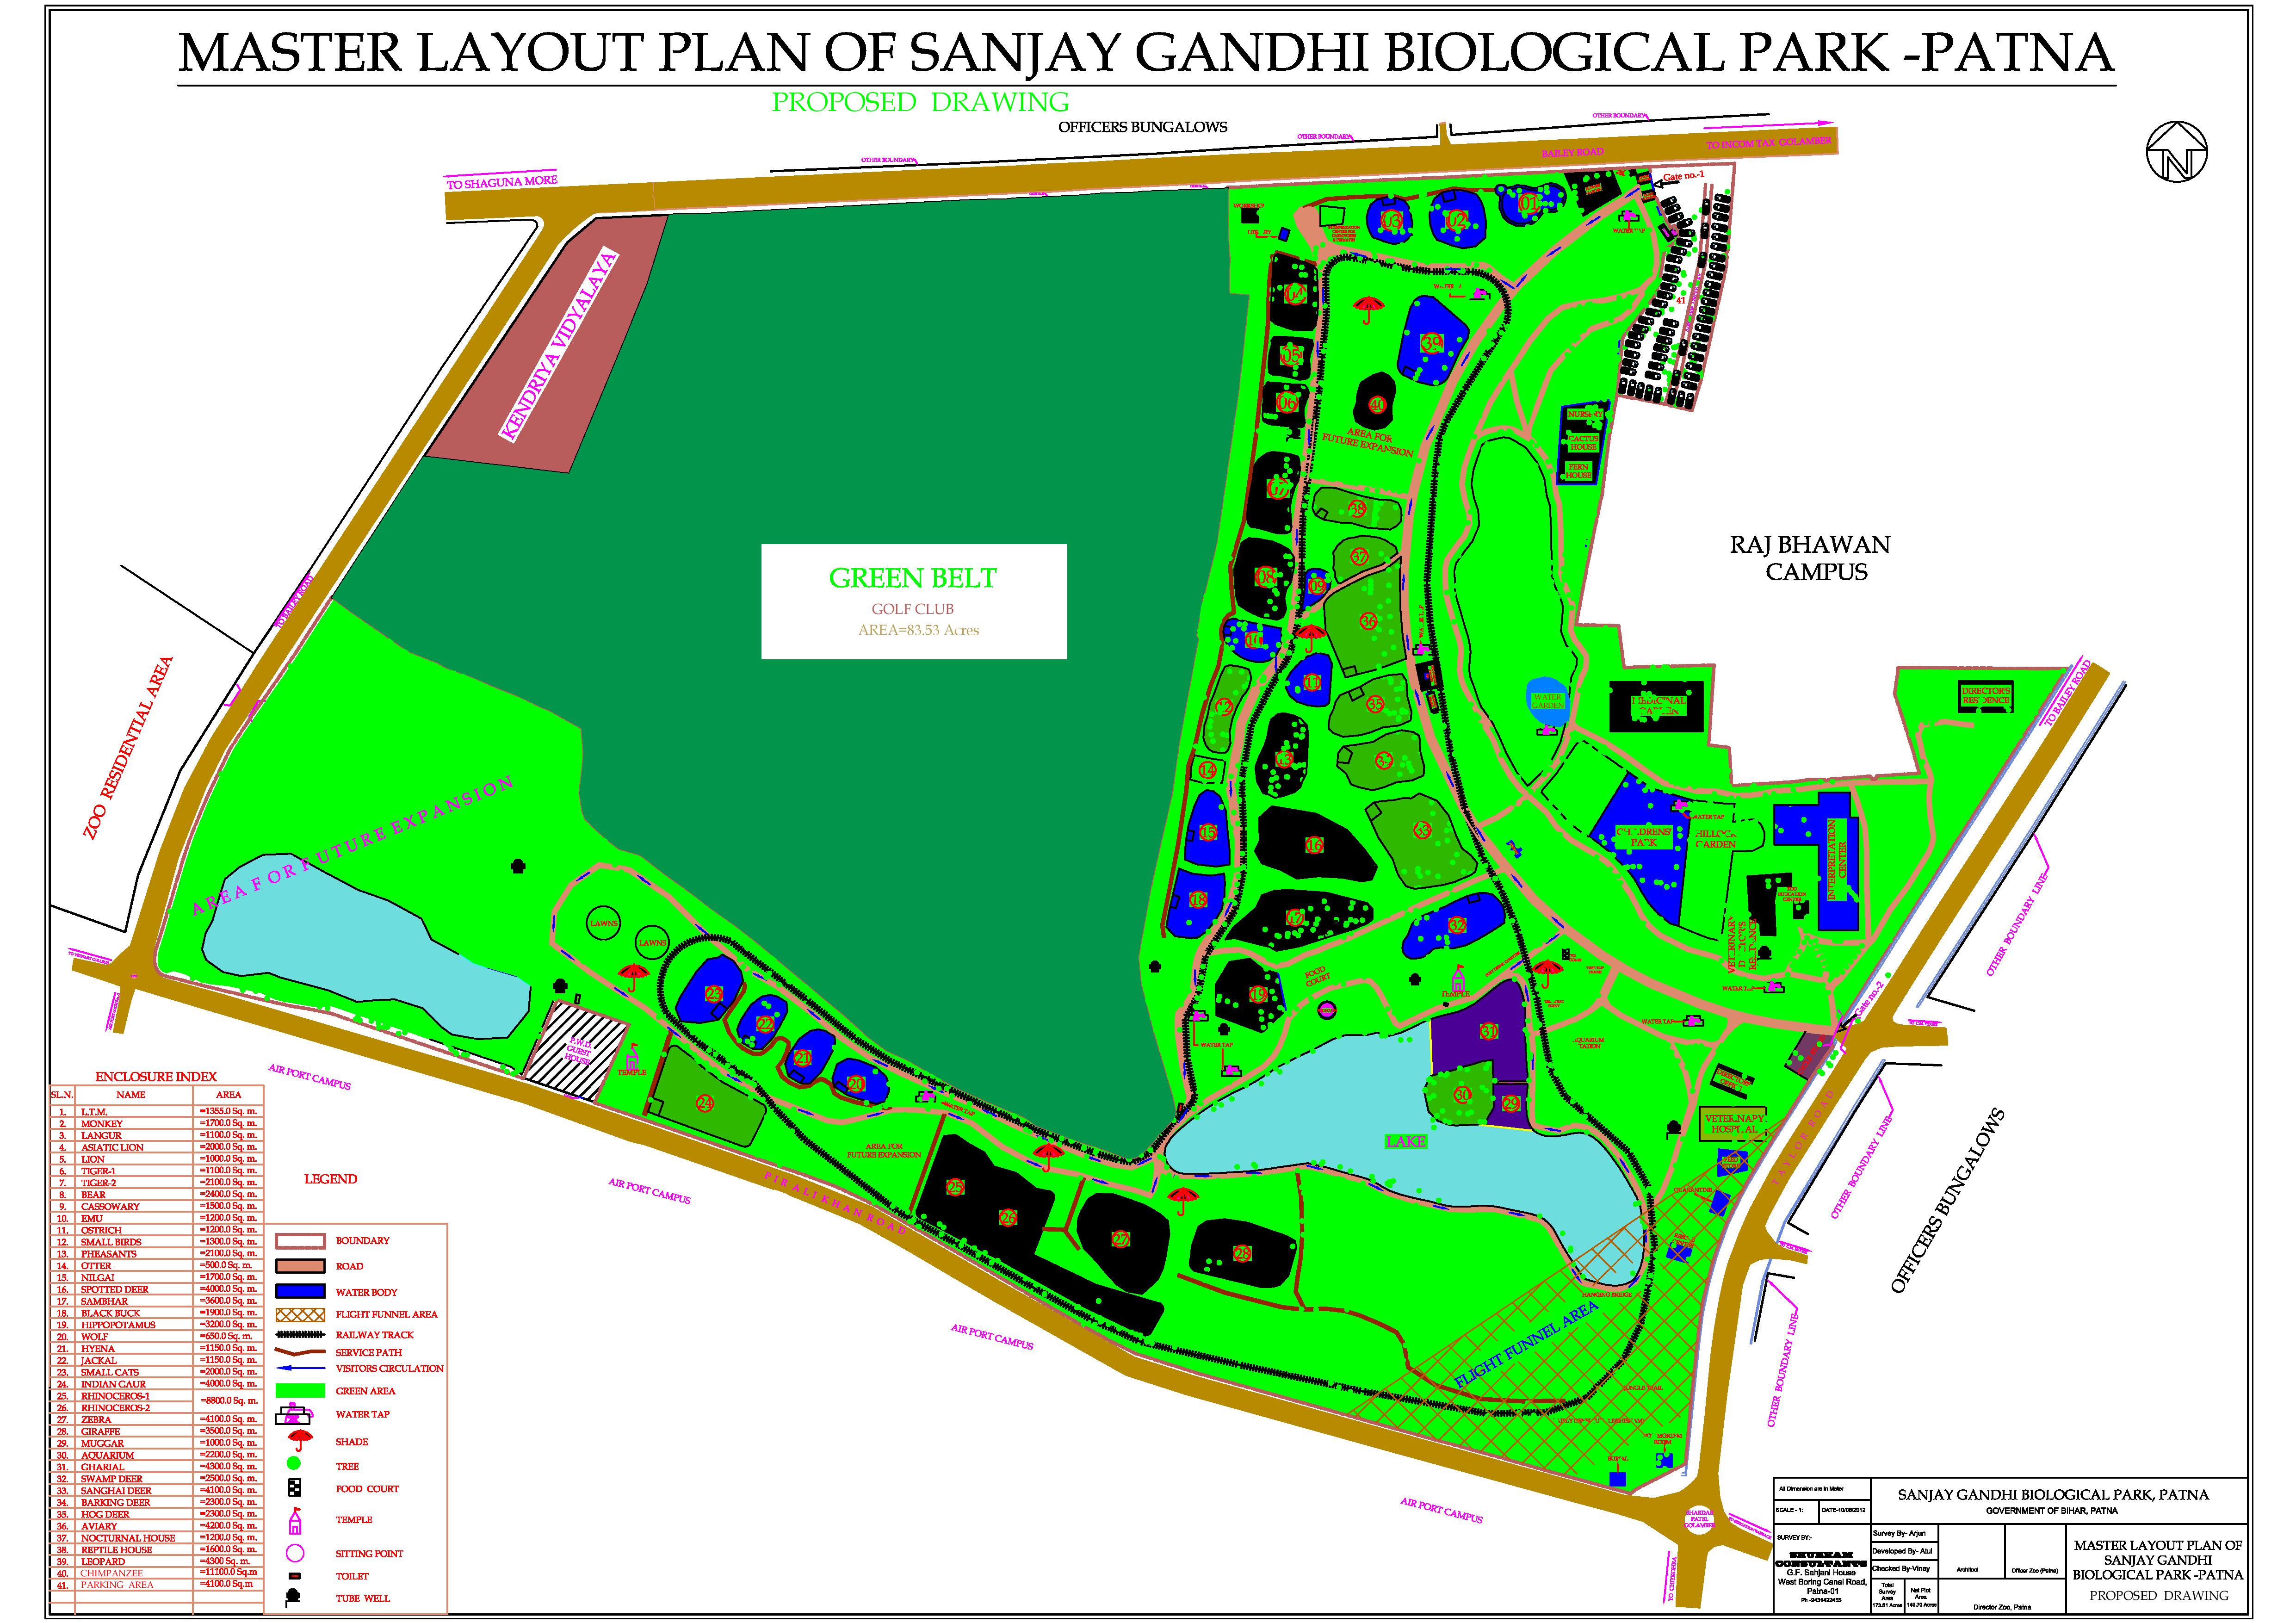 MASTER LAYOUT PLAN OF SANJAY GANDHI BIOLOGICAL PARK -PATNA
PROPOSED DRAWING
OFFICERS BUNGALOWS
OTHER BOUNDARY
OTHER BOUNDARY
OTHER BOUNDARY
TO SHAGUNA MORE
BAILEY ROAD
TO INCOM TAX GOLAMBER
N
Gate no.-1
KENDRIYA VIDYALAYA
03
02
01
05
06
07
08
39
40
41
AREA FOR
FUTURE EXPANSION
NURSERY
CACTUS
HOUSE
FERN
HOUSE
38
37
36
35
33
09
11
14
15
16
18
19
32
31
30
29
RAJ BHAWAN
CAMPUS
GREEN BELT
GOLF CLUB
AREA=83.53 Acres
TO BAILEY ROAD
ZOO RESIDENTIAL AREA
AREA FOR FUTURE EXPANSION
WATER
GARDEN
DIRECTOR'S
RESIDENCE
TO BAILEY ROAD
PARK
GARDEN
WATER TAP
INTERPRETATION
CENTER
OTHER BOUNDARY LINE
LAWNS
LAWNS
FOOD
COURT
TEMPLE
23
22
21
20
24
25
26
27
28
WATER TAP
WATER TAP
Gate no.-2
P.W.D.
GUEST
HOUSE
TEMPLE
LAKE
VETERINARY
HOSPITAL
TAYLOR ROAD
AREA FOR
FUTURE EXPANSION
AIR PORT CAMPUS
AIR PORT CAMPUS
PIR ALI KHAN ROAD
AIR PORT CAMPUS
AIR PORT CAMPUS
HANGING BRIDGE
FLIGHT FUNNEL AREA
OTHER BOUNDARY LINE
OTHER BOUNDARY LINE
OFFICERS BUNGALOWS
ENCLOSURE INDEX
SL.N. NAME AREA
1. L.T.M. =1355.0 Sq. m.
2. MONKEY =1700.0 Sq. m.
3. LANGUR =1100.0 Sq. m.
4. ASIATIC LION =2000.0 Sq. m.
5. LION =1000.0 Sq. m.
6. TIGER-1 =1100.0 Sq. m.
7. TIGER-2 =2100.0 Sq. m.
8. BEAR =2400.0 Sq. m.
9. CASSOWARY =1500.0 Sq. m.
10. EMU =1200.0 Sq. m.
11. OSTRICH =1200.0 Sq. m.
12. SMALL BIRDS =1300.0 Sq. m.
13. PHEASANTS =2100.0 Sq. m.
14. OTTER =500.0 Sq. m.
15. NILGAI =1700.0 Sq. m.
16. SPOTTED DEER =4000.0 Sq. m.
17. SAMBHAR =3600.0 Sq. m.
18. BLACK BUCK =1900.0 Sq. m.
19. HIPPOPOTAMUS =3200.0 Sq. m.
20. WOLF =650.0 Sq. m.
21. HYENA =1150.0 Sq. m.
22. JACKAL =1150.0 Sq. m.
23. SMALL CATS =2000.0 Sq. m.
24. INDIAN GAUR =4000.0 Sq. m.
25. RHINOCEROS-1 =8800.0 Sq. m.
26. RHINOCEROS-2
27. ZEBRA =4100.0 Sq. m.
28. GIRAFFE =3500.0 Sq. m.
29. MUGGAR =1000.0 Sq. m.
30. AQUARIUM =2200.0 Sq. m.
31. GHARIAL =4300.0 Sq. m.
32. SWAMP DEER =2500.0 Sq. m.
33. SANGHAI DEER =4100.0 Sq. m.
34. BARKING DEER =2300.0 Sq. m.
35. HOG DEER =2300.0 Sq. m.
36. AVIARY =4200.0 Sq. m.
37. NOCTURNAL HOUSE =1200.0 Sq. m.
38. REPTILE HOUSE =1600.0 Sq. m.
39. LEOPARD =4300 Sq. m.
40. CHIMPANZEE =11100.0 Sq.m
41. PARKING AREA =4100.0 Sq.m
LEGEND
BOUNDARY
ROAD
WATER BODY
FLIGHT FUNNEL AREA
RAILWAY TRACK
SERVICE PATH
VISITORS CIRCULATION
GREEN AREA
WATER TAP
SHADE
TREE
FOOD COURT
TEMPLE
SITTING POINT
TOILET
TUBE WELL
OTHER BOUNDARY LINE
All Dimension are in Meter
SCALE - 1:
DATE-10/08/2012
SURVEY BY:-
SHUBHAM
CONSULTANTS
G.F. Sahjani House
West Boring Canal Road,
Patna-01
Ph -9431422455
SANJAY GANDHI BIOLOGICAL PARK, PATNA
GOVERNMENT OF BIHAR, PATNA
Survey By- Arjun
Developed By- Atul
Checked By-Vinay
Architect
Officer Zoo (Patna)
Total
Survey
Area
173.51 Acres
Net Plot
Area
Director Zoo, Patna
MASTER LAYOUT PLAN OF
SANJAY GANDHI
BIOLOGICAL PARK -PATNA
PROPOSED DRAWING